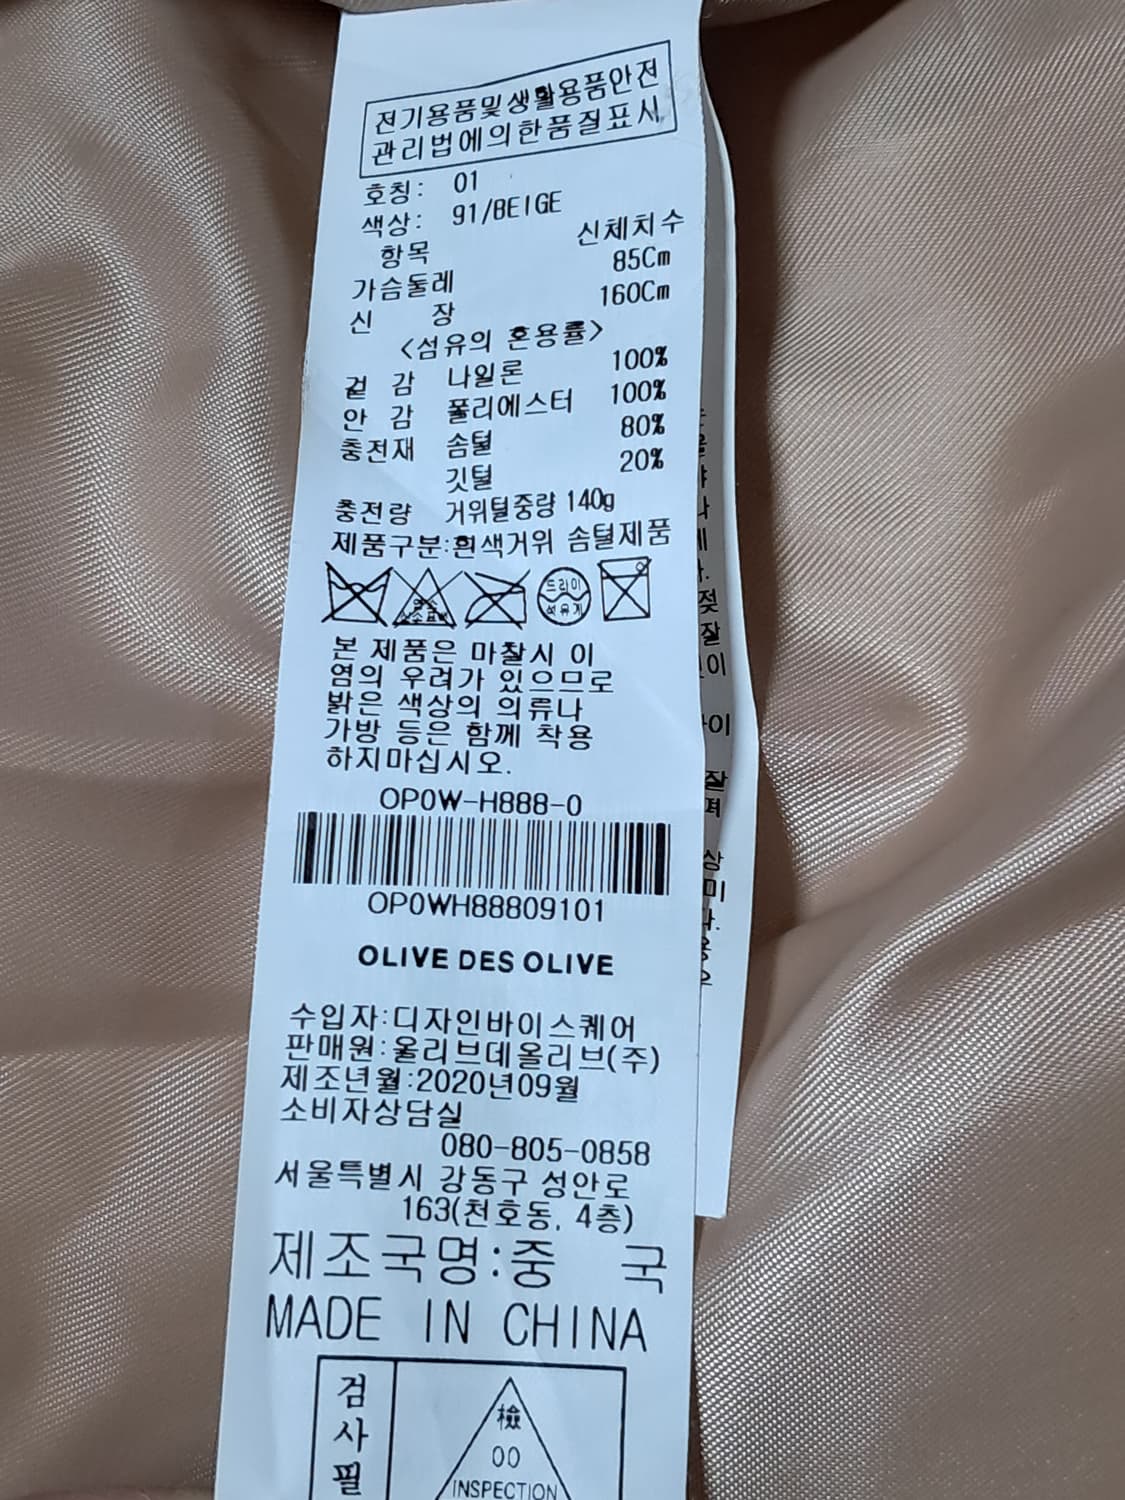 전기용품및생활용품안전
관리법에의한품질표시
호칭: 01
색상: 91/BEIGE
항목 신체치수
가슴둘레 85Cm
신 장 160Cm
<섬유의 혼용률>
겉 감 나일론 100%
안 감 폴리에스터 100%
충전재 솜털 80%
깃털 20%
충전량 거위털중량 140g
제품구분:흰색거위 솜털제품
드라이
석유계
본 제품은 마찰시 이
염의 우려가 있으므로
밝은 색상의 의류나
가방 등은 함께 착용
하지마십시오.
OP0W-H888-0
OP0WH88809101
OLIVE DES OLIVE
수입자:디자인바이스퀘어
판매원:올리브데올리브(주)
제조년월:2020년09월
소비자상담실
080-805-0858
서울특별시 강동구 성안로
163(천호동, 4층)
제조국명:중 국
MADE IN CHINA
검사필
檢
00
INSPECTION